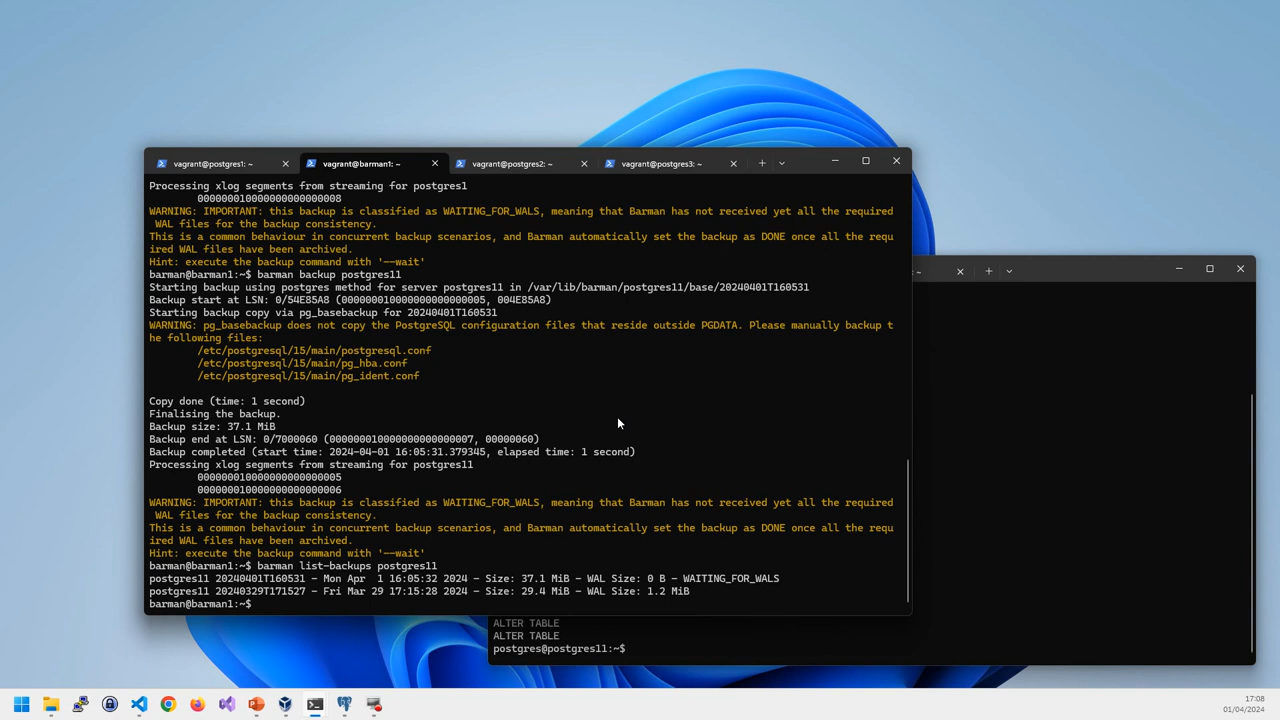 vagrant@postgres1: ~
vagrant@barman1: ~
vagrant@postgres2: ~
vagrant@postgres3: ~
Processing xlog segments from streaming for postgres1
000000010000000000000008
WARNING: IMPORTANT: this backup is classified as WAITING_FOR_WALS, meaning that Barman has not received yet all the required
WAL files for the backup consistency.
This is a common behaviour in concurrent backup scenarios, and Barman automatically set the backup as DONE once all the requ
ired WAL files have been archived.
Hint: execute the backup command with '--wait'
barman@barman1:~$ barman backup postgres11
Starting backup using postgres method for server postgres11 in /var/lib/barman/postgres11/base/20240401T160531
Backup start at LSN: 0/54E85A8 (000000010000000000000005, 004E85A8)
Starting backup copy via pg_basebackup for 20240401T160531
WARNING: pg_basebackup does not copy the PostgreSQL configuration files that reside outside PGDATA. Please manually backup t
he following files:
/etc/postgresql/15/main/postgresql.conf
/etc/postgresql/15/main/pg_hba.conf
/etc/postgresql/15/main/pg_ident.conf
Copy done (time: 1 second)
Finalising the backup.
Backup size: 37.1 MiB
Backup end at LSN: 0/7000060 (000000010000000000000007, 00000060)
Backup completed (start time: 2024-04-01 16:05:31.379345, elapsed time: 1 second)
Processing xlog segments from streaming for postgres11
000000010000000000000005
000000010000000000000006
WARNING: IMPORTANT: this backup is classified as WAITING_FOR_WALS, meaning that Barman has not received yet all the required
WAL files for the backup consistency.
This is a common behaviour in concurrent backup scenarios, and Barman automatically set the backup as DONE once all the requ
ired WAL files have been archived.
Hint: execute the backup command with '--wait'
barman@barman1:~$ barman list-backups postgres11
postgres11 20240401T160531 - Mon Apr  1 16:05:32 2024 - Size: 37.1 MiB - WAL Size: 0 B - WAITING_FOR_WALS
postgres11 20240329T171527 - Fri Mar 29 17:15:28 2024 - Size: 29.4 MiB - WAL Size: 1.2 MiB
barman@barman1:~$
: ~
ALTER TABLE
ALTER TABLE
postgres@postgres11:~$
17:08
01/04/2024